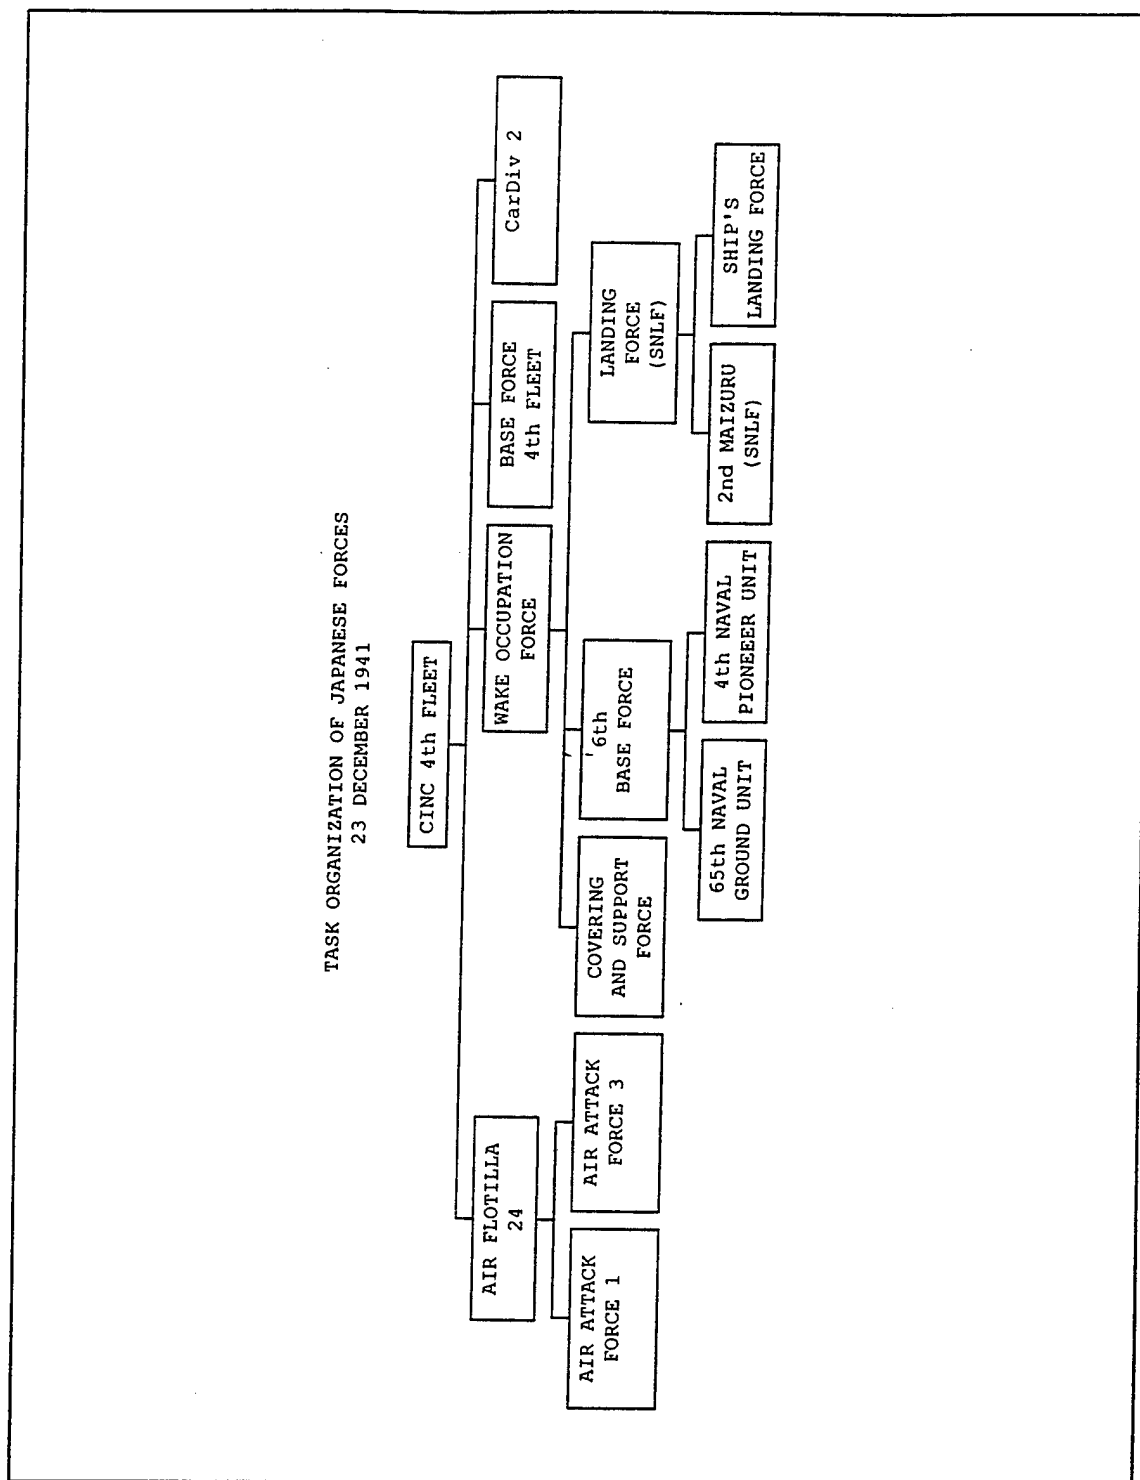 TASK ORGANIZATION OF JAPANESE FORCES
23 DECEMBER 1941
CINC 4th FLEET
AIR FLOTILLA
24
WAKE OCCUPATION
FORCE
BASE FORCE
4th FLEET
CarDiv 2
AIR ATTACK
FORCE 1
AIR ATTACK
FORCE 3
COVERING
AND SUPPORT
FORCE
'6th
BASE FORCE
LANDING
FORCE
(SNLF)
65th NAVAL
GROUND UNIT
4th NAVAL
PIONEEER UNIT
2nd MAIZURU
(SNLF)
SHIP'S
LANDING FORCE